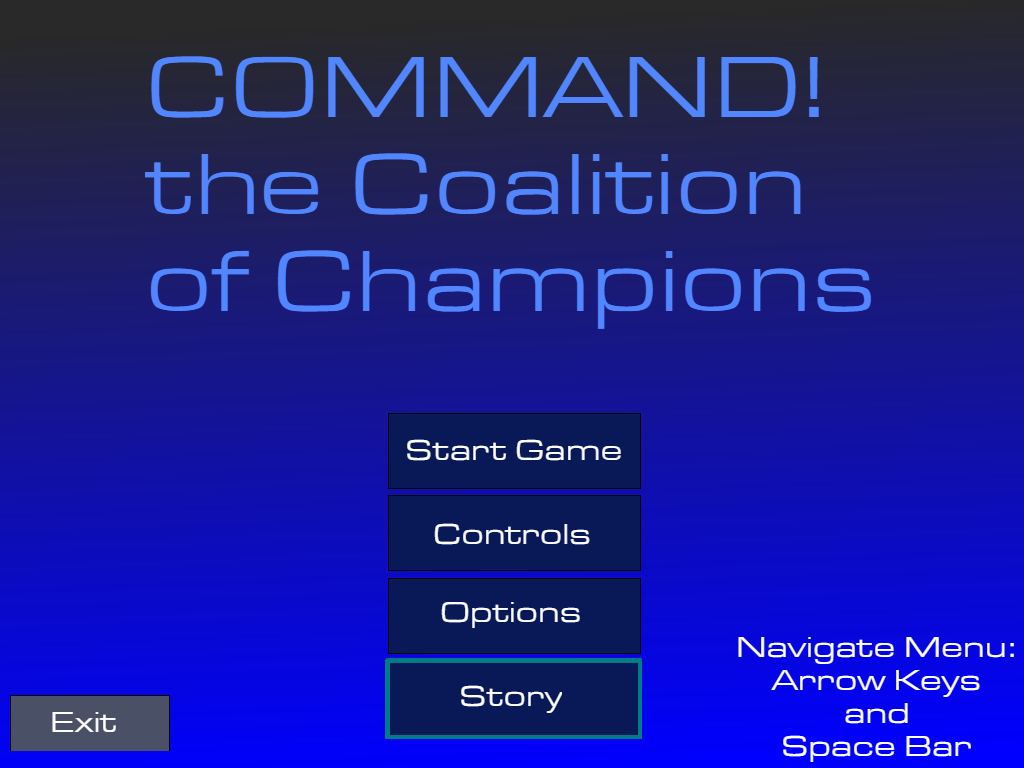 COMMAND!
the Coalition
of Champions
Start Game
Controls
Options
Story
Exit
Navigate Menu:
Arrow Keys
and
Space Bar